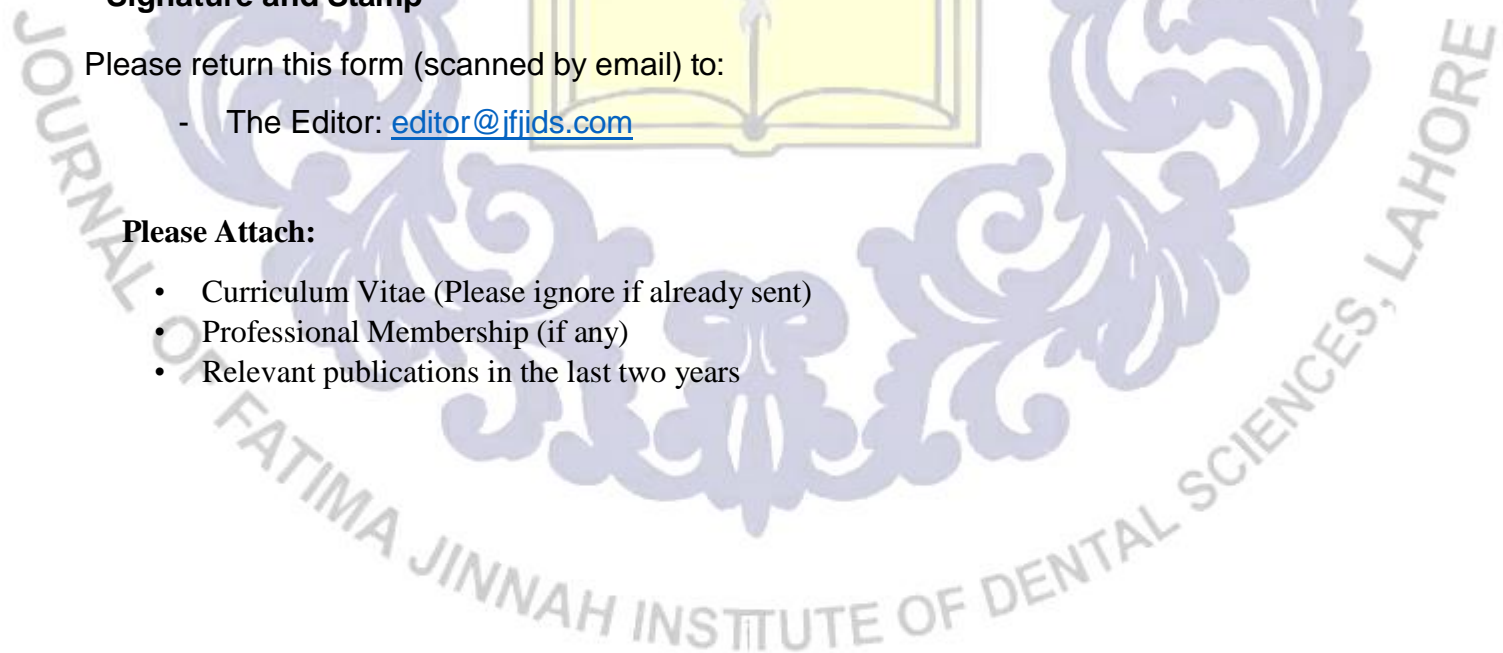 Signature and Stamp
Please return this form (scanned by email) to:
- The Editor: editor@jfjids.com
Please Attach:
• Curriculum Vitae (Please ignore if already sent)
• Professional Membership (if any)
• Relevant publications in the last two years
JOURNAL OF FATIMA JINNAH INSTITUTE OF DENTAL SCIENCES, LAHORE